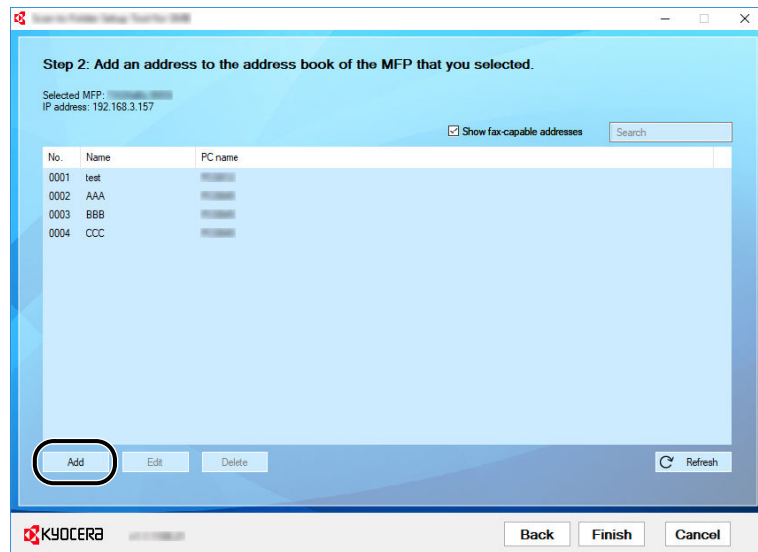 Step 2: Add an address to the address book of the MFP that you selected.
Selected MFP:
IP address: 192.168.3.157
Show fax-capable addresses
Search
No. Name PC name
0001 test
0002 AAA
0003 BBB
0004 CCC
Add Edit Delete Refresh
KYOCERA
Back Finish Cancel